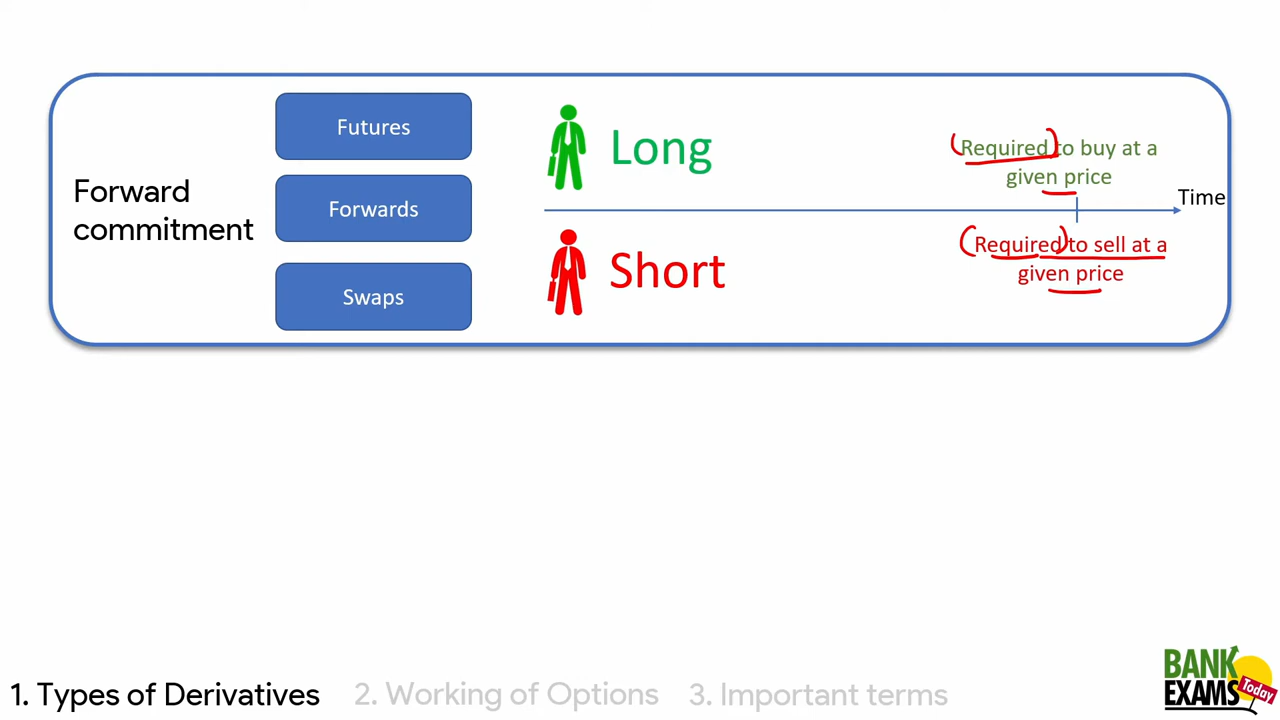 Forward
commitment
Futures
Forwards
Swaps
Long
Required to buy at a
given price
Time
Short
Required to sell at a
given price
1. Types of Derivatives
2. Working of Options
3. Important terms
BANK
EXAMS
Today